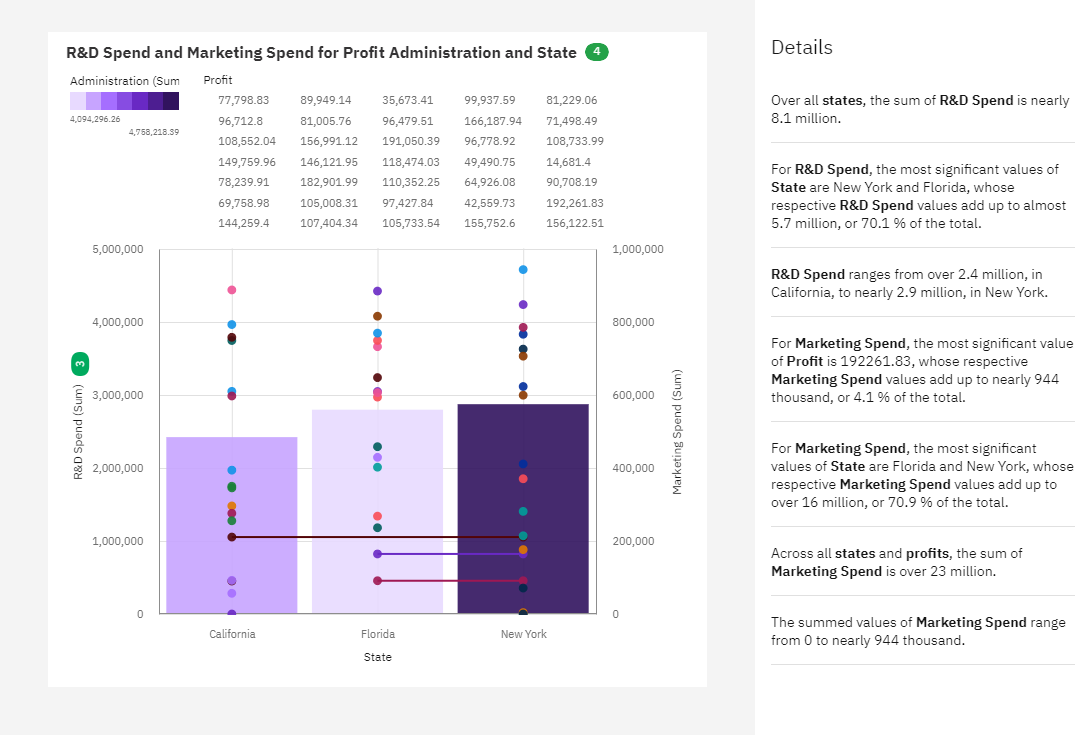 R&D Spend and Marketing Spend for Profit Administration and State 4
Administration (Sum
4,094,296.26
4,758,218.39
Profit
77,798.83 89,949.14 35,673.41 99,937.59 81,229.06
96,712.8 81,005.76 96,479.51 166,187.94 71,498.49
108,552.04 156,991.12 191,050.39 96,778.92 108,733.99
149,759.96 146,121.95 118,474.03 49,490.75 14,681.4
78,239.91 182,901.99 110,352.25 64,926.08 90,708.19
69,758.98 105,008.31 97,427.84 42,559.73 192,261.83
144,259.4 107,404.34 105,733.54 155,752.6 156,122.51
5,000,000
4,000,000
3,000,000
2,000,000
1,000,000
0
R&D Spend (Sum) 3
1,000,000
800,000
600,000
400,000
200,000
0
Marketing Spend (Sum)
California Florida New York
State
Details
Over all states, the sum of R&D Spend is nearly
8.1 million.
For R&D Spend, the most significant values of
State are New York and Florida, whose
respective R&D Spend values add up to almost
5.7 million, or 70.1 % of the total.
R&D Spend ranges from over 2.4 million, in
California, to nearly 2.9 million, in New York.
For Marketing Spend, the most significant value
of Profit is 192261.83, whose respective
Marketing Spend values add up to nearly 944
thousand, or 4.1 % of the total.
For Marketing Spend, the most significant
values of State are Florida and New York, whose
respective Marketing Spend values add up to
over 16 million, or 70.9 % of the total.
Across all states and profits, the sum of
Marketing Spend is over 23 million.
The summed values of Marketing Spend range
from 0 to nearly 944 thousand.